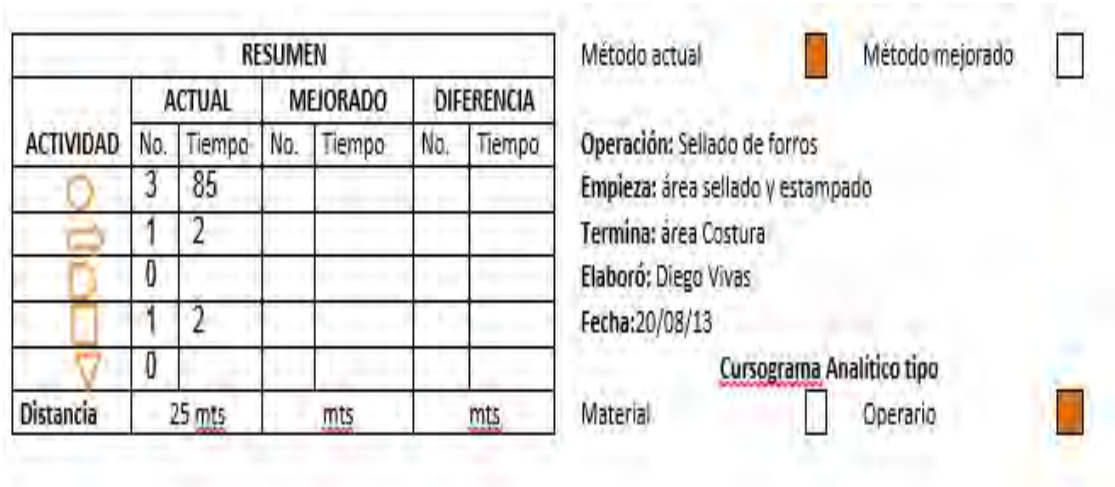 RESUMEN
ACTUAL MEJORADO DIFERENCIA
ACTIVIDAD No. Tiempo No. Tiempo No. Tiempo
3 85
1 2
0
1 2
0
Distancia 25 mts mts mts
Método actual Método mejorado
Operación: Sellado de forros
Empieza: área sellado y estampado
Termina: área Costura
Elaboró: Diego Vivas
Fecha:20/08/13
Cursograma Analítico tipo
Material Operario